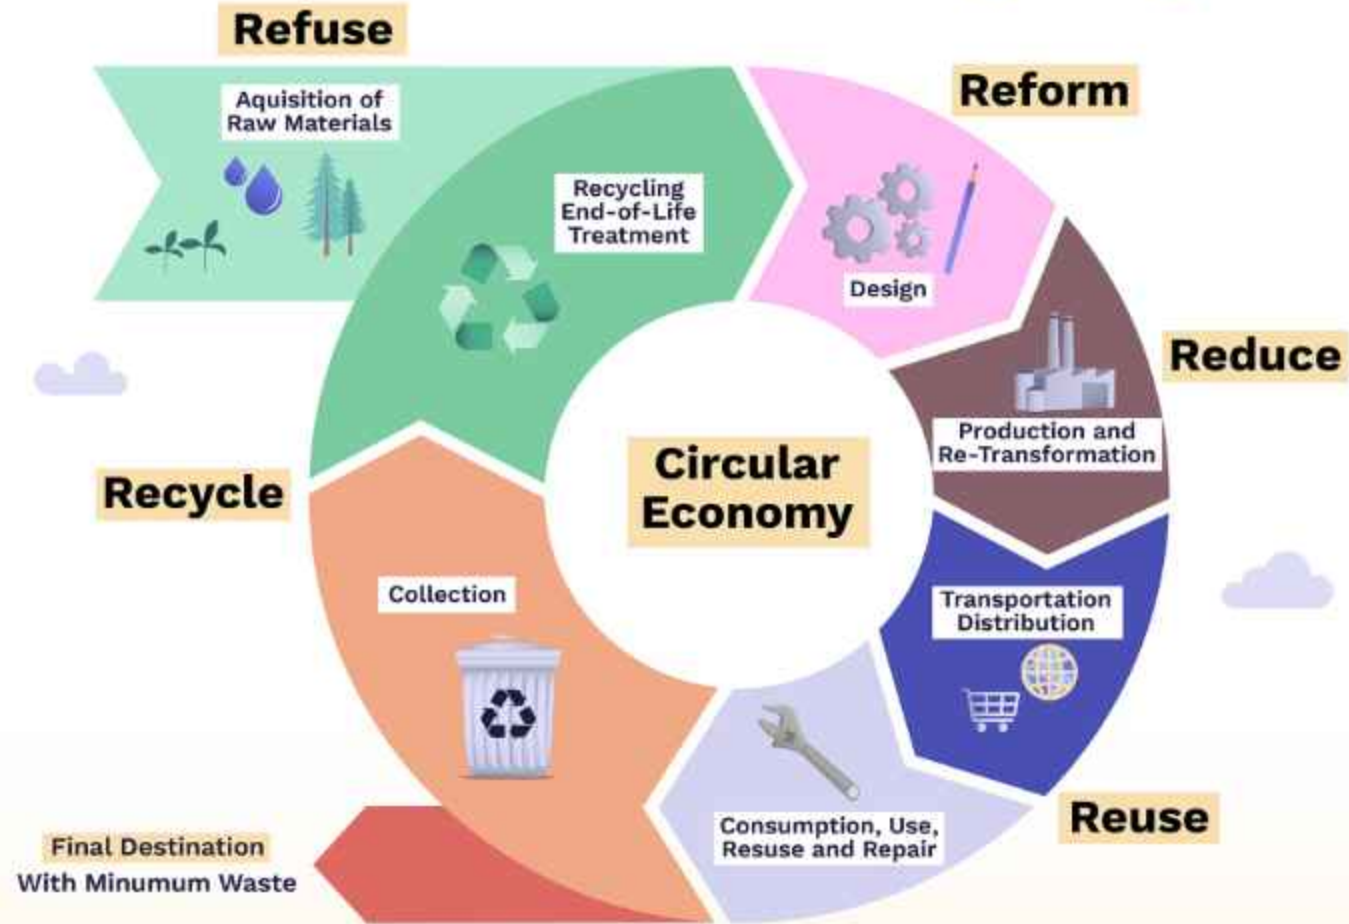 Refuse
Aquisition of
Raw Materials
Reform
Recycling
End-of-Life
Treatment
Design
Reduce
Production and
Re-Transformation
Circular
Economy
Recycle
Collection
Transportation
Distribution
Reuse
Consumption, Use,
Resuse and Repair
Final Destination
With Minumum Waste